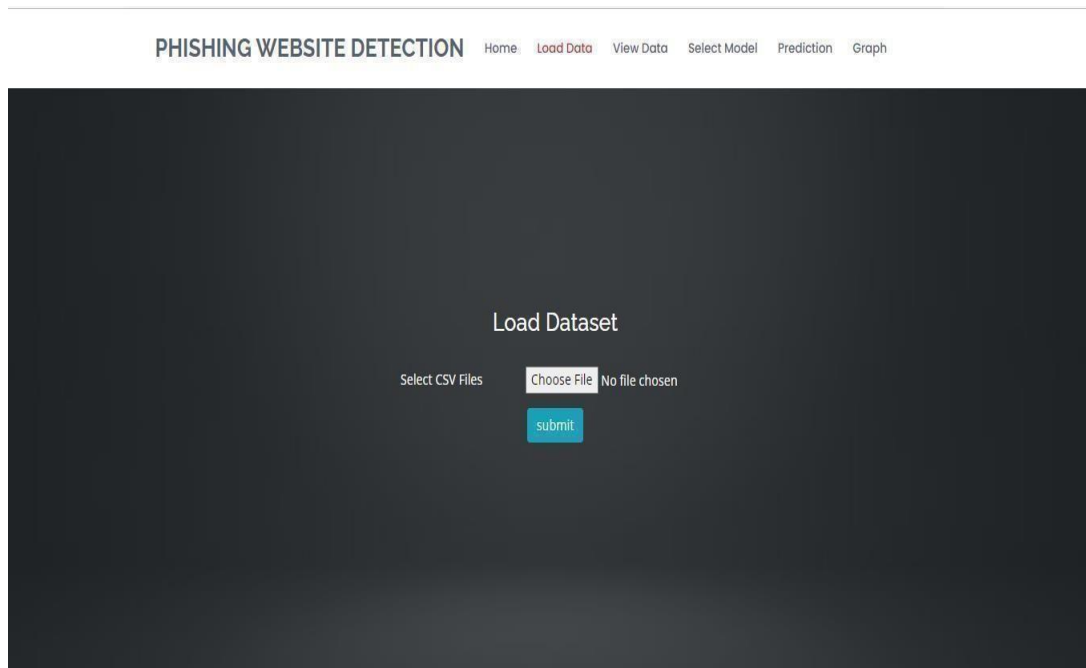 PHISHING WEBSITE DETECTION Home Load Data View Data Select Model Prediction Graph
Load Dataset
Select CSV Files Choose File No file chosen
submit